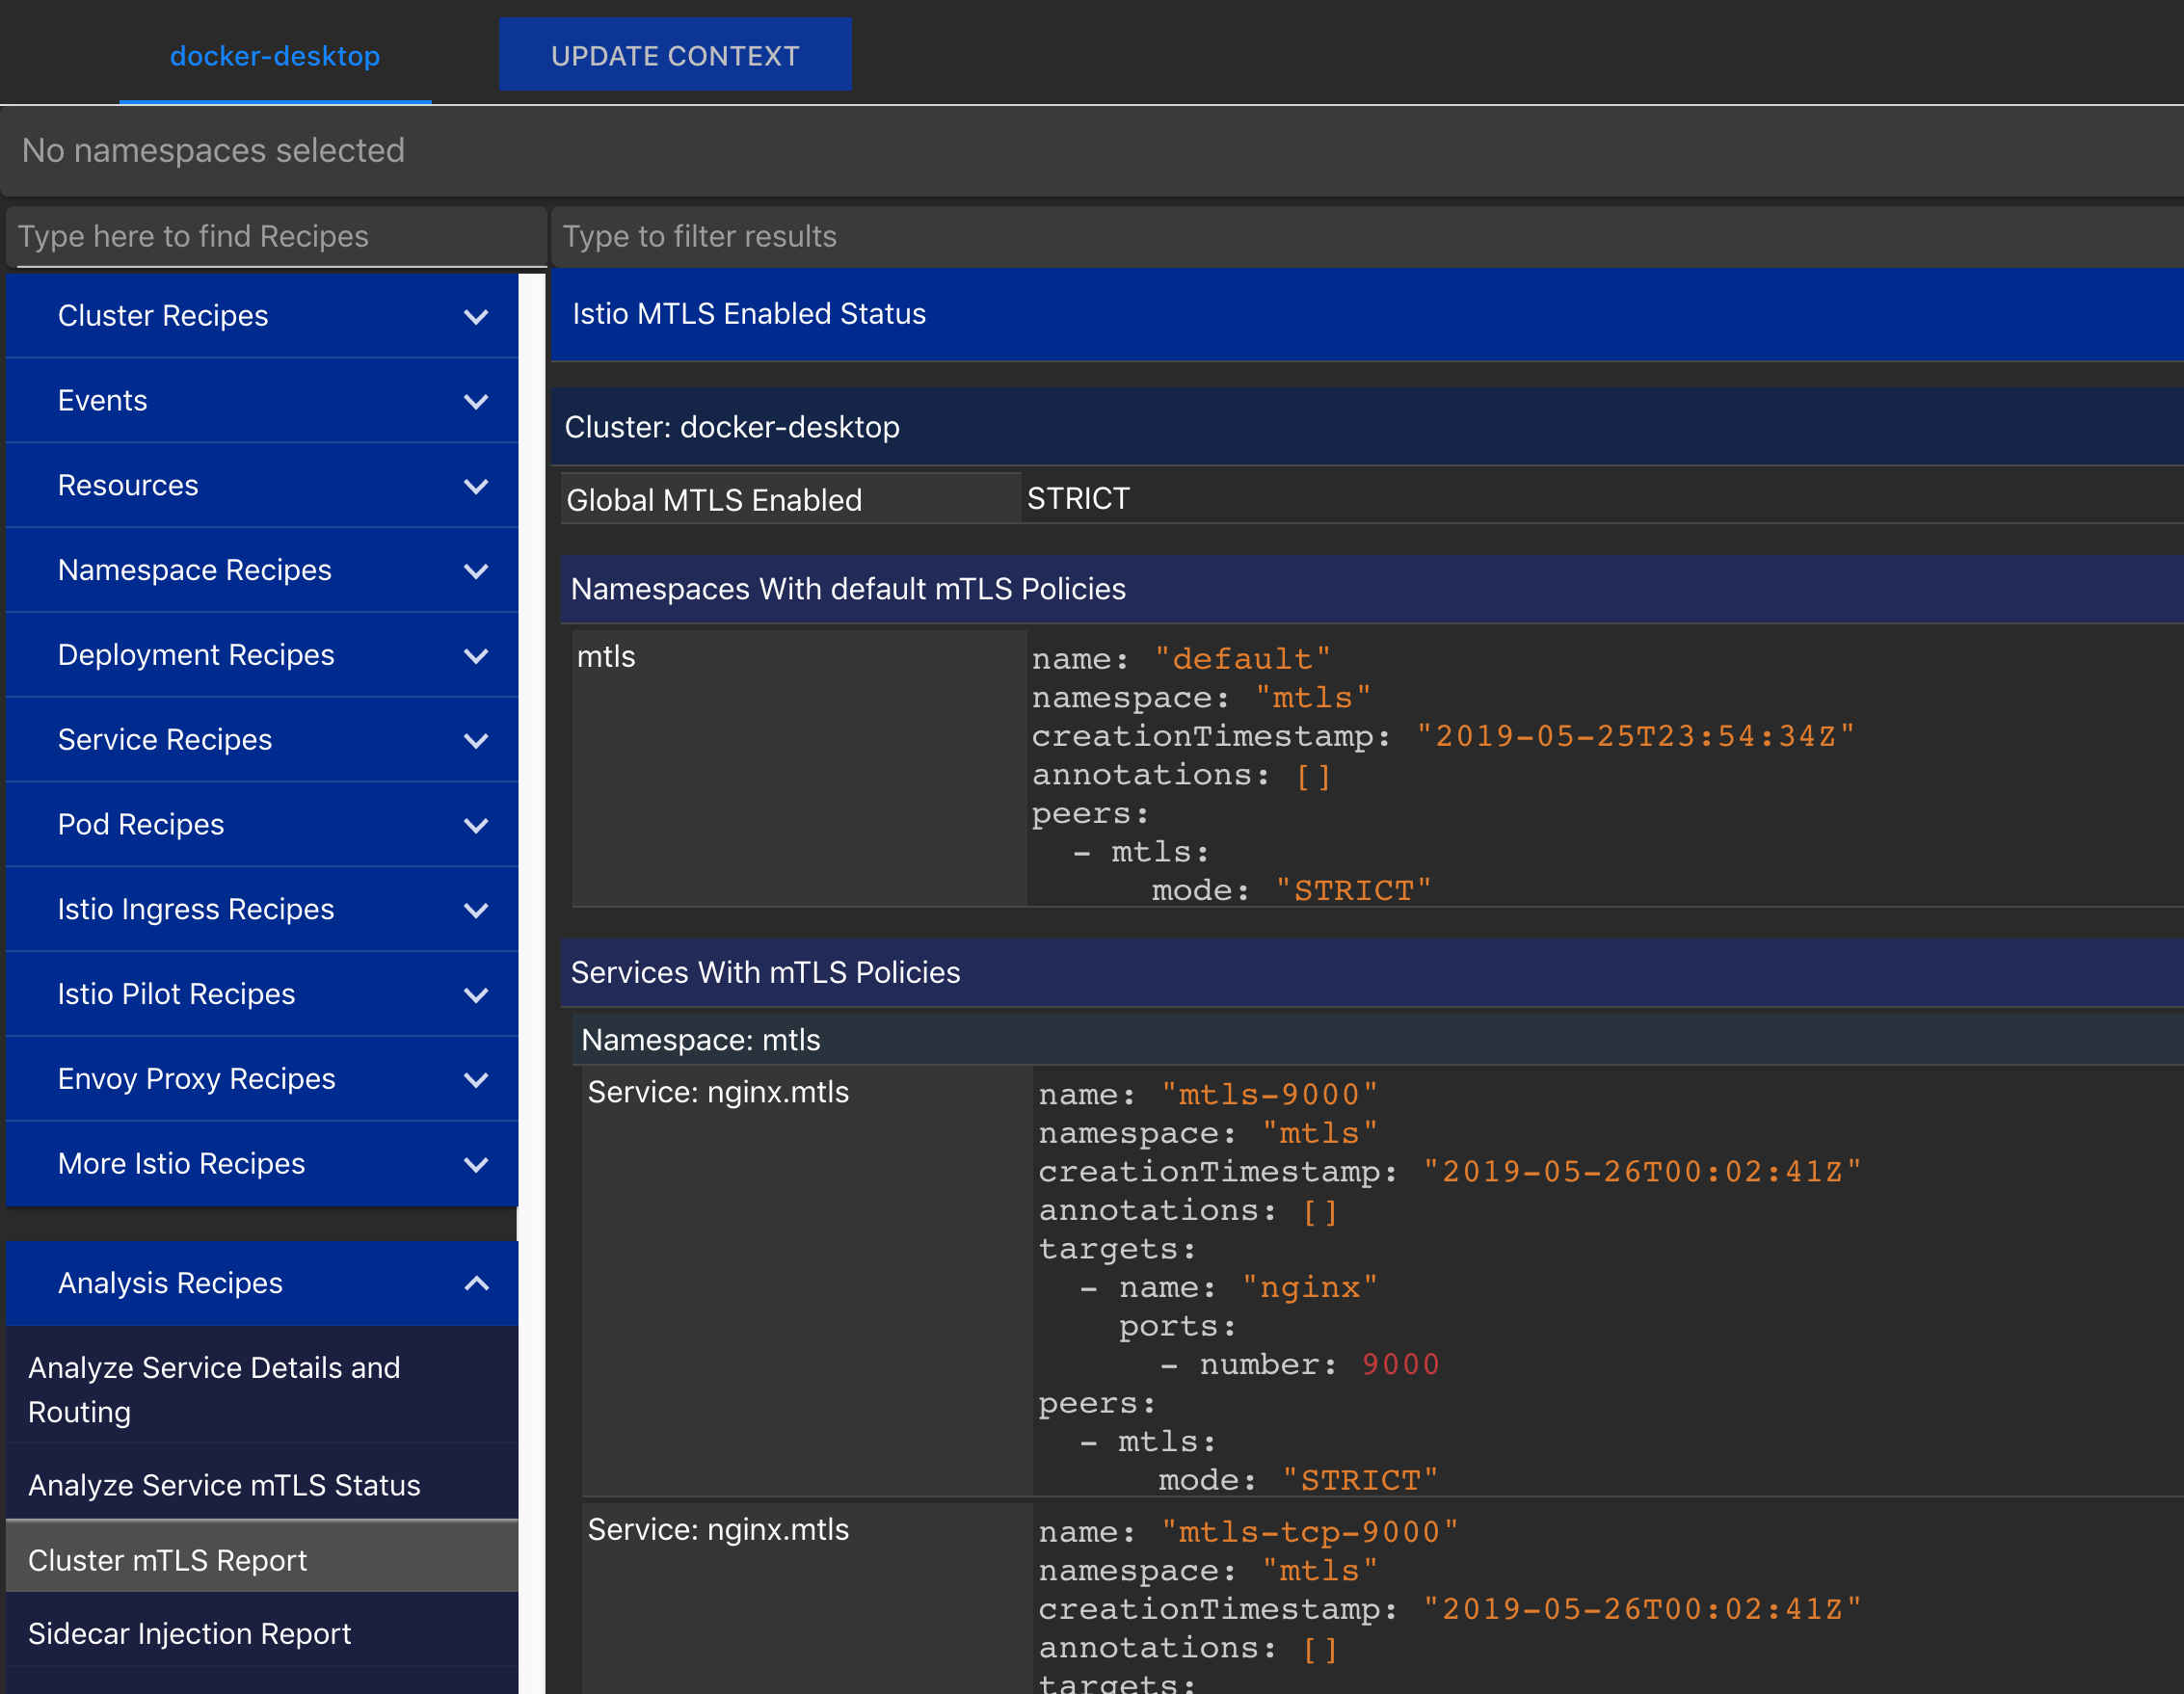 docker-desktop
UPDATE CONTEXT
No namespaces selected
Type here to find Recipes
Type to filter results
Cluster Recipes
Events
Resources
Namespace Recipes
Deployment Recipes
Service Recipes
Pod Recipes
Istio Ingress Recipes
Istio Pilot Recipes
Envoy Proxy Recipes
More Istio Recipes
Analysis Recipes
Analyze Service Details and
Routing
Analyze Service mTLS Status
Cluster mTLS Report
Sidecar Injection Report
Istio MTLS Enabled Status
Cluster: docker-desktop
Global MTLS Enabled STRICT
Namespaces With default mTLS Policies
mtls
name: "default"
namespace: "mtls"
creationTimestamp: "2019-05-25T23:54:34Z"
annotations: []
peers:
- mtls:
mode: "STRICT"
Services With mTLS Policies
Namespace: mtls
Service: nginx.mtls
name: "mtls-9000"
namespace: "mtls"
creationTimestamp: "2019-05-26T00:02:41Z"
annotations: []
targets:
- name: "nginx"
ports:
- number: 9000
peers:
- mtls:
mode: "STRICT"
Service: nginx.mtls
name: "mtls-tcp-9000"
namespace: "mtls"
creationTimestamp: "2019-05-26T00:02:41Z"
annotations: []
targets: